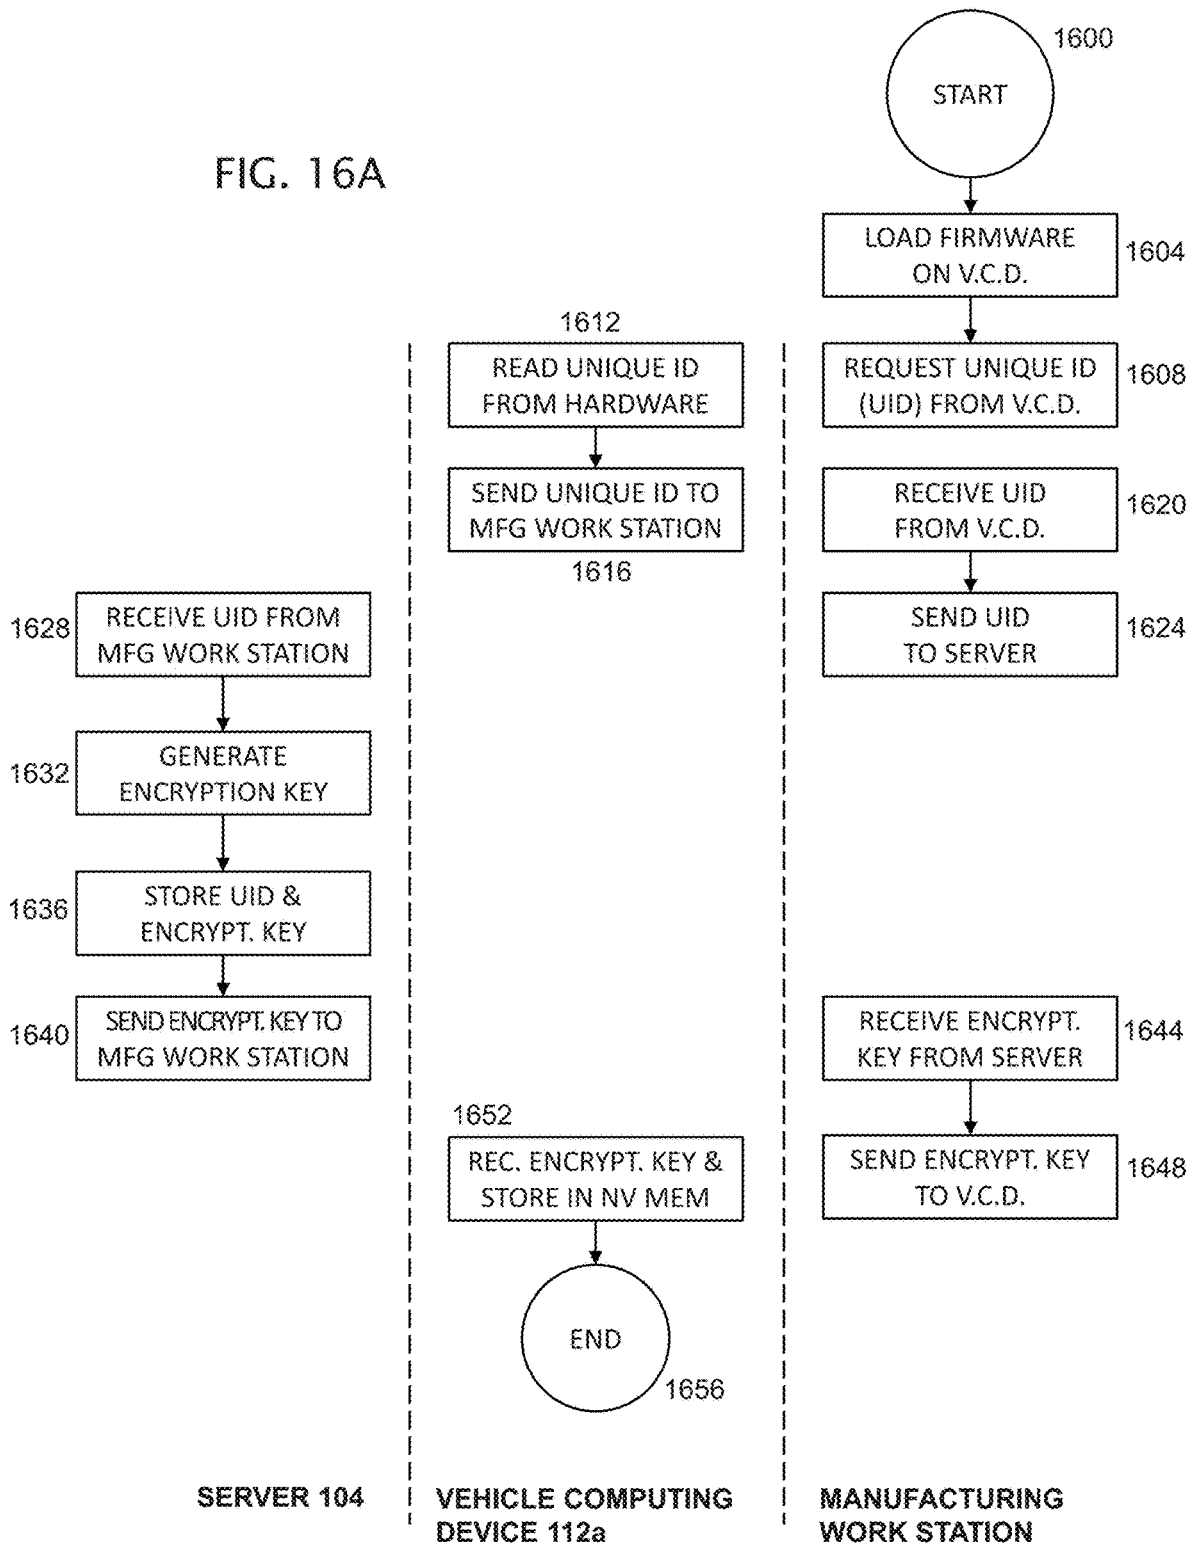 1600
START
FIG. 16A
LOAD FIRMWARE
ON V.C.D.
1604
1612
READ UNIQUE ID
FROM HARDWARE
REQUEST UNIQUE ID
(UID) FROM V.C.D.
1608
SEND UNIQUE ID TO
MFG WORK STATION
1616
RECEIVE UID
FROM V.C.D.
1620
1628
RECEIVE UID FROM
MFG WORK STATION
SEND UID
TO SERVER
1624
1632
GENERATE
ENCRYPTION KEY
1636
STORE UID &
ENCRYPT. KEY
1640
SEND ENCRYPT. KEY TO
MFG WORK STATION
RECEIVE ENCRYPT.
KEY FROM SERVER
1644
1652
REC. ENCRYPT. KEY &
STORE IN NV MEM
SEND ENCRYPT. KEY
TO V.C.D.
1648
END
1656
SERVER 104
VEHICLE COMPUTING
DEVICE 112a
MANUFACTURING
WORK STATION